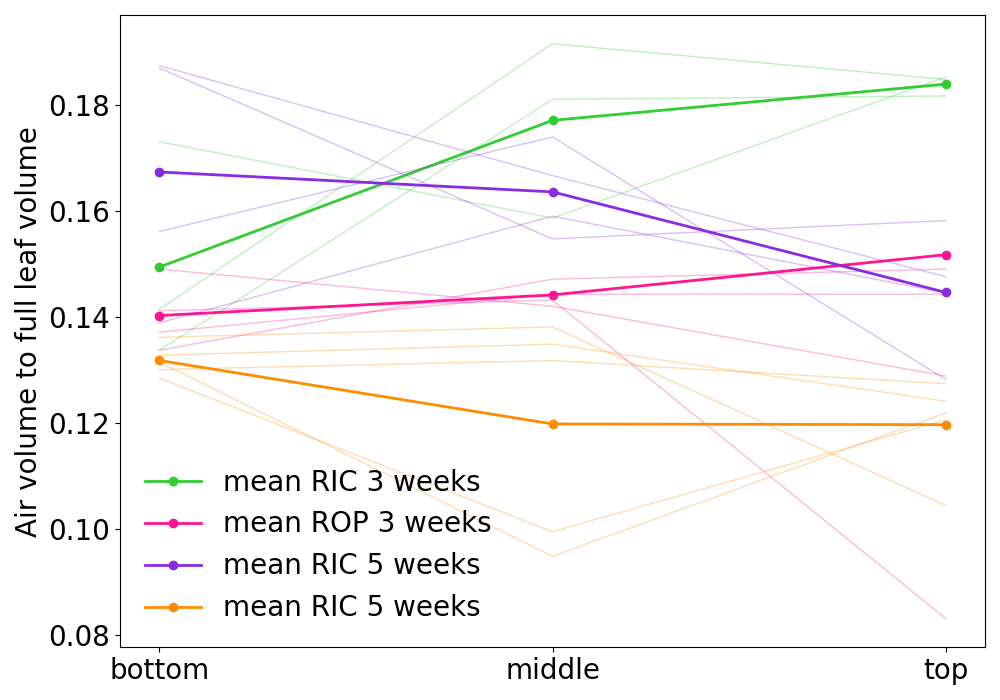 Air volume to full leaf volume
0.18
0.16
0.14
0.12
0.10
0.08
mean RIC 3 weeks
mean ROP 3 weeks
mean RIC 5 weeks
mean RIC 5 weeks
bottom middle top